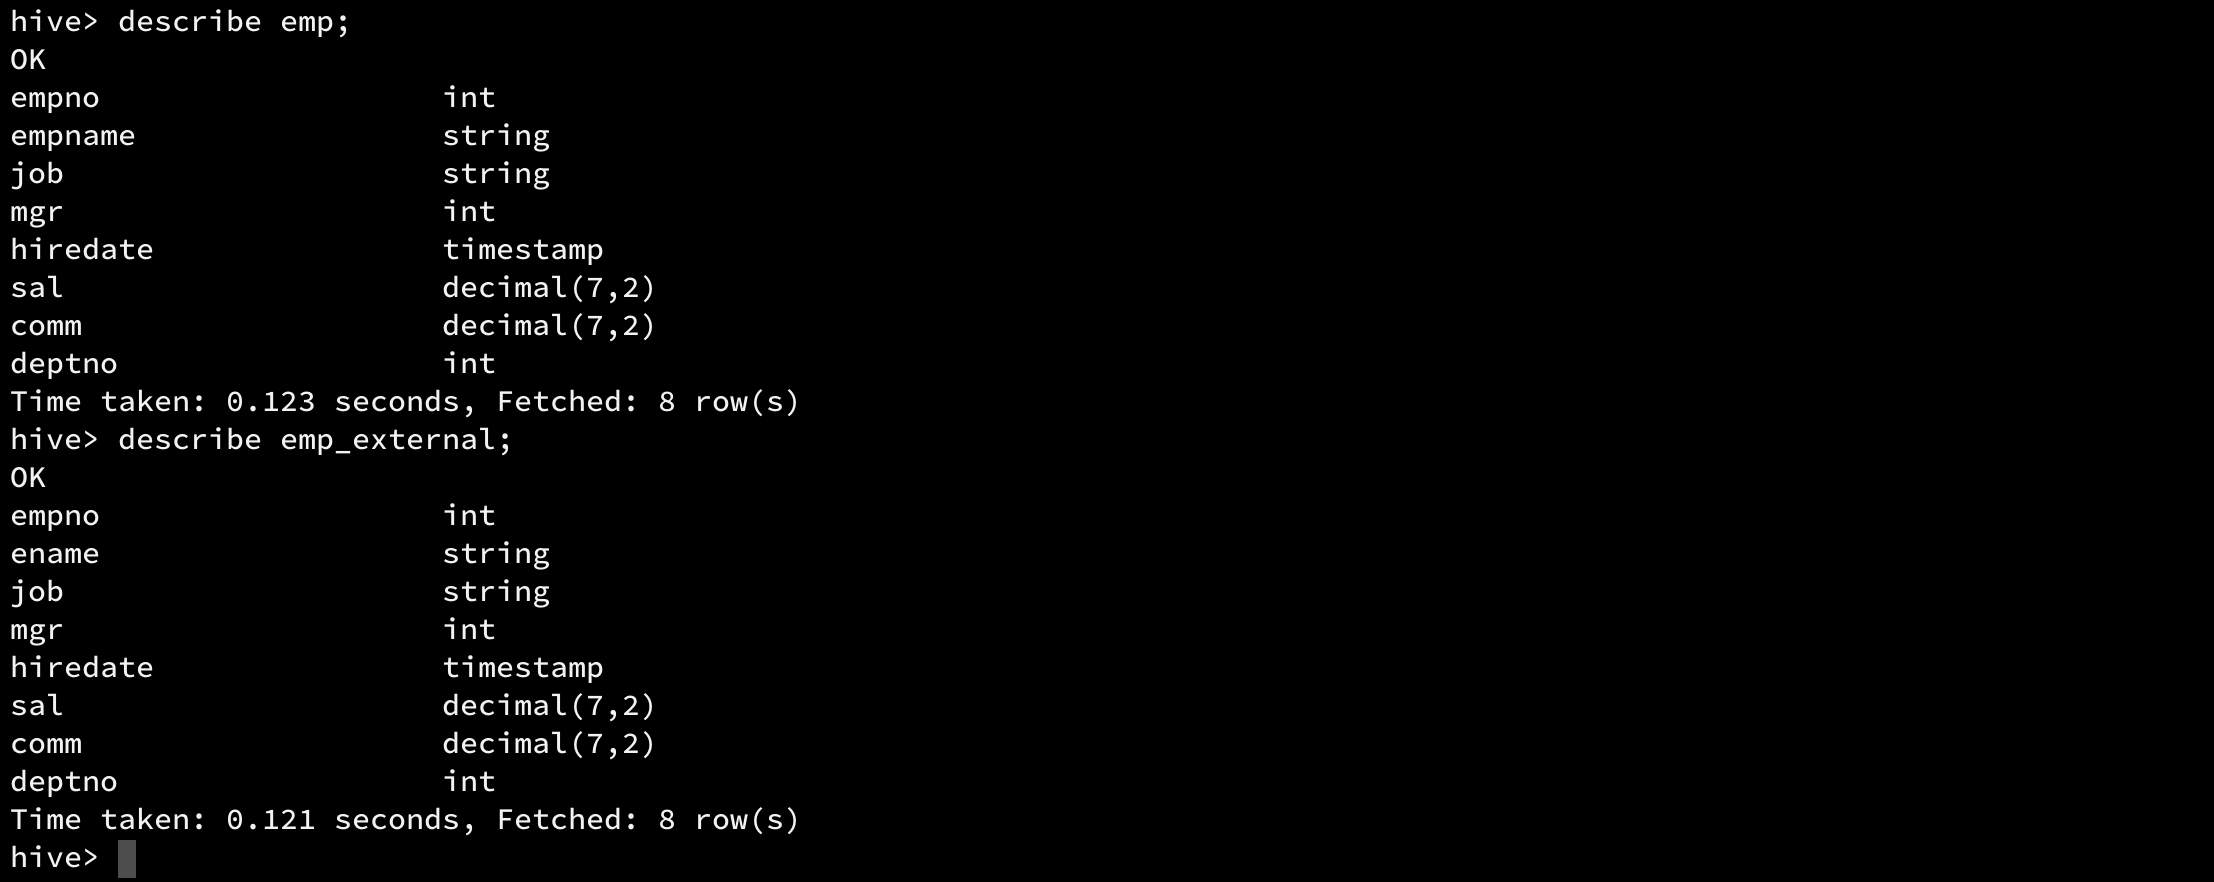 hive> describe emp;
OK
empno                   int
empname                 string
job                     string
mgr                     int
hiredate                timestamp
sal                     decimal(7,2)
comm                    decimal(7,2)
deptno                  int
Time taken: 0.123 seconds, Fetched: 8 row(s)
hive> describe emp_external;
OK
empno                   int
ename                   string
job                     string
mgr                     int
hiredate                timestamp
sal                     decimal(7,2)
comm                    decimal(7,2)
deptno                  int
Time taken: 0.121 seconds, Fetched: 8 row(s)
hive>